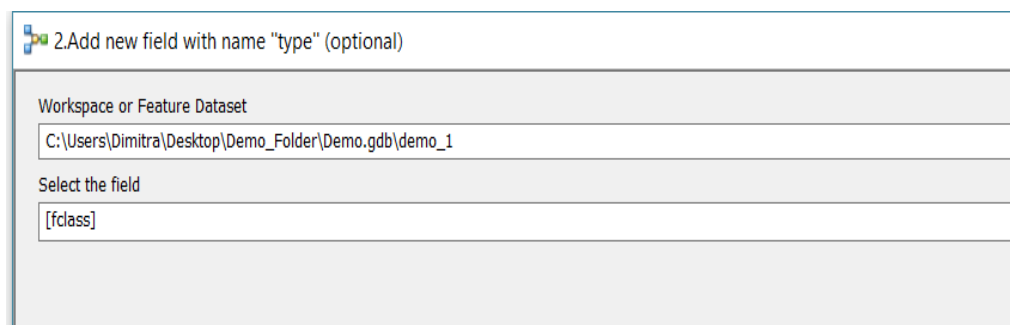 2.Add new field with name "type" (optional)
Workspace or Feature Dataset
C:\Users\Dimitra\Desktop\Demo_Folder\Demo.gdb\demo_1
Select the field
[fclass]